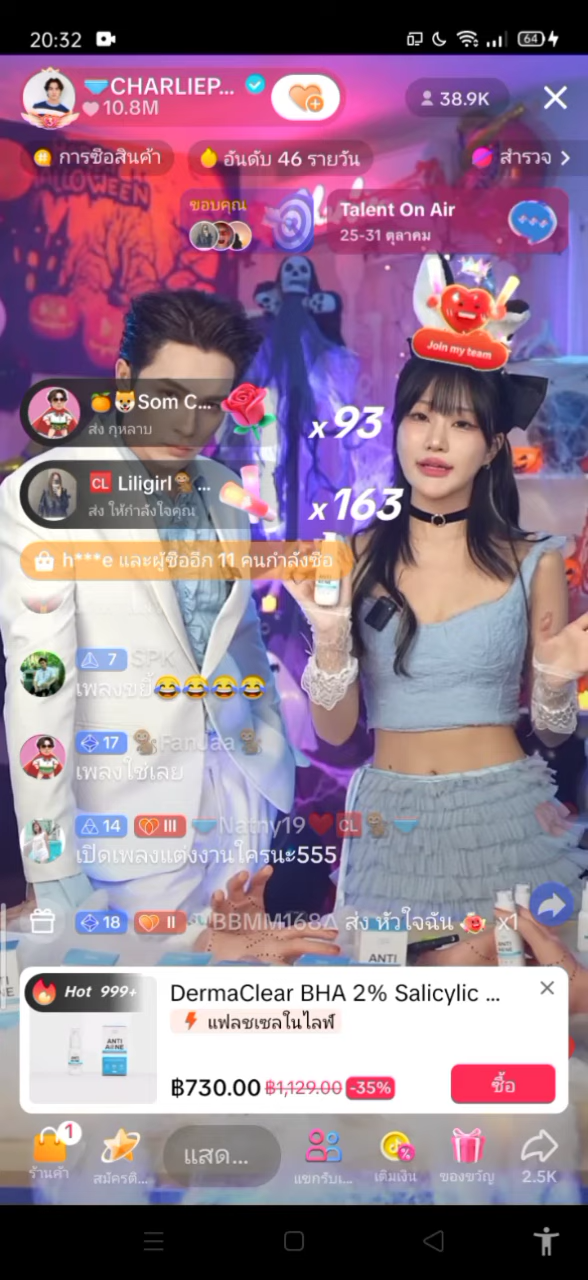 20:32
64
CHARLIEP...
10.8M
38.9K
การซื้อสินค้า
อันดับ 46 รายวัน
สำรวจ
HALLOWEEN
ขอบคุณ
Talent On Air
25-31 ตุลาคม
Join my team
Som C...
ส่ง กุหลาบ
x 93
CL Liligirl ...
ส่ง ให้กำลังใจคุณ
x 163
h***e และผู้ซื้ออีก 11 คนกำลังซื้อ
7 SPK
เพลงขยี้😂😂😂😂
17 FanJaa
เพลงใช่เลย
14 III Nathy19 CL
เปิดเพลงแต่งงานใครนะ555
18 II BBMM168A ส่ง หัวใจฉัน x1
ANTI
Hot 999+
DermaClear BHA 2% Salicylic ...
แฟลชเซลในไลฟ์
ANTI
ACNE
฿730.00 ฿1,129.00 -35%
ซื้อ
1
ร้านค้า
สมัครติ...
แสด...
แขกรับเ...
เติมเงิน
ของขวัญ
2.5K